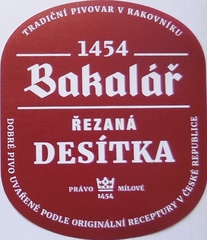 TRADIČNÍ PIVOVAR V RAKOVNÍKU
1454
Bakalář
ŘEZANÁ
DESÍTKA
PRÁVO MÍLOVÉ
1454
DOBRÉ PIVO UVAŘENÉ PODLE ORIGINÁLNÍ RECEPTURY V ČESKÉ REPUBLICE